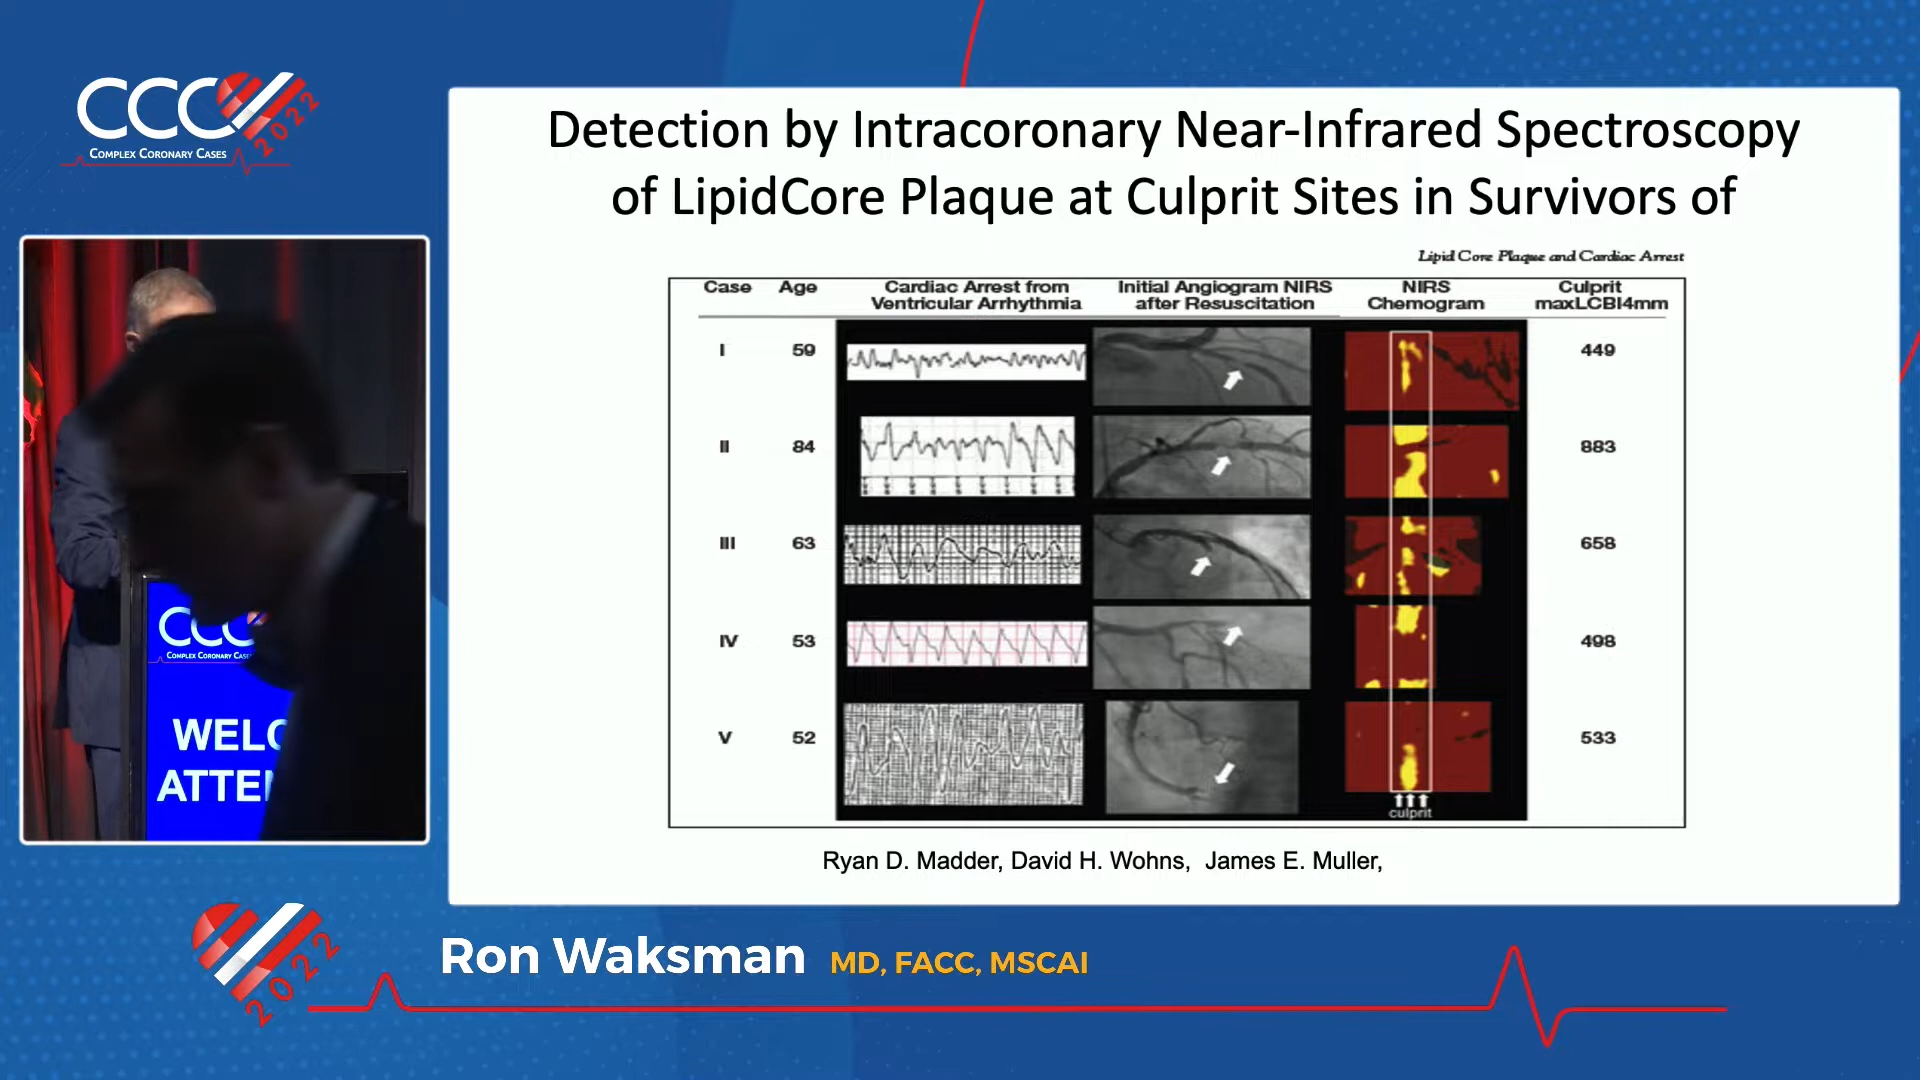 CCC
2022
COMPLEX CORONARY CASES
Detection by Intracoronary Near-Infrared Spectroscopy
of LipidCore Plaque at Culprit Sites in Survivors of
Lipid Core Plaque and Cardiac Arrest
Case Age Cardiac Arrest from Ventricular Arrhythmia Initial Angiogram NIRS after Resuscitation NIRS Chemogram Culprit maxLCBI4mm
I 59 449
II 84 883
III 63 658
IV 53 498
V 52 533
culprit
Ryan D. Madder, David H. Wohns, James E. Muller,
CCC
COMPLEX CORONARY CASE
WELC
ATTE
2022
Ron Waksman MD, FACC, MSCAI